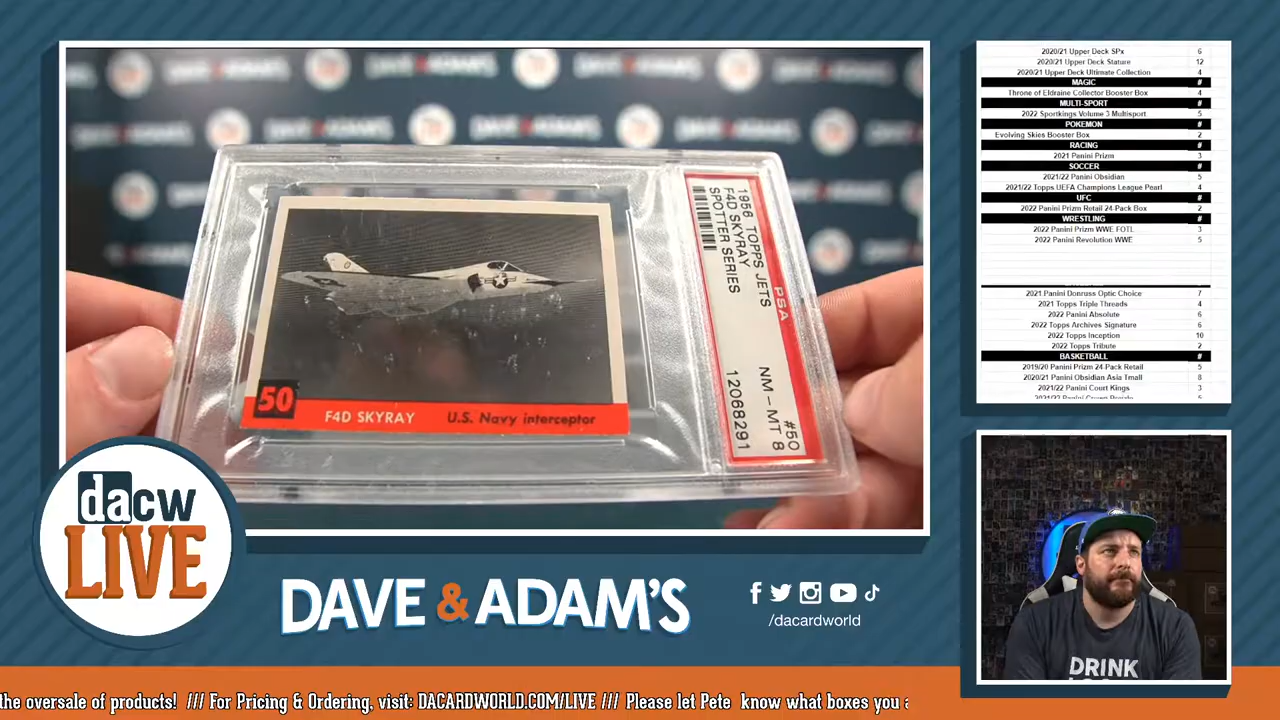 DAVE & ADAM'S
DAVE & ADAM'S
DAVE & ADAM'S
50
F4D SKYRAY
U.S. Navy interceptor
1956 TOPPS JETS
F4D SKYRAY
SPOTTER SERIES
PSA
#50
NM - MT 8
12068291
2020/21 Upper Deck SPx 6
2020/21 Upper Deck Stature 12
2020/21 Upper Deck Ultimate Collection 4
MAGIC #
Throne of Eldraine Collector Booster Box 4
MULTI-SPORT #
2022 Sportkings Volume 3 Multisport 5
POKEMON #
Evolving Skies Booster Box 2
RACING #
2021 Panini Prizm 3
SOCCER #
2021/22 Panini Obsidian 5
2021/22 Topps UEFA Champions League Pearl 4
UFC #
2022 Panini Prizm Retail 24-Pack Box 2
WRESTLING #
2022 Panini Prizm WWE FOTL 3
2022 Panini Revolution WWE 5
2021 Panini Donruss Optic Choice 7
2021 Topps Triple Threads 4
2022 Panini Absolute 6
2022 Topps Archives Signature 6
2022 Topps Inception 10
2022 Topps Tribute 2
BASKETBALL #
2019/20 Panini Prizm 24-Pack Retail 5
2020/21 Panini Obsidian Asia Tmall 8
2021/22 Panini Court Kings 3
dacw
LIVE
DAVE & ADAM'S
/dacardworld
DRINK
the oversale of products! /// For Pricing & Ordering, visit: DACARDWORLD.COM/LIVE /// Please let Pete know what boxes you a